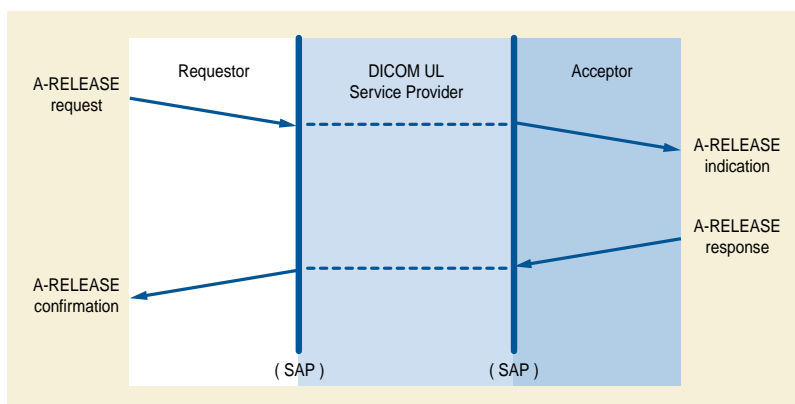 Requestor
DICOM UL
Service Provider
Acceptor
A-RELEASE
request
A-RELEASE
indication
A-RELEASE
response
A-RELEASE
confirmation
( SAP )
( SAP )